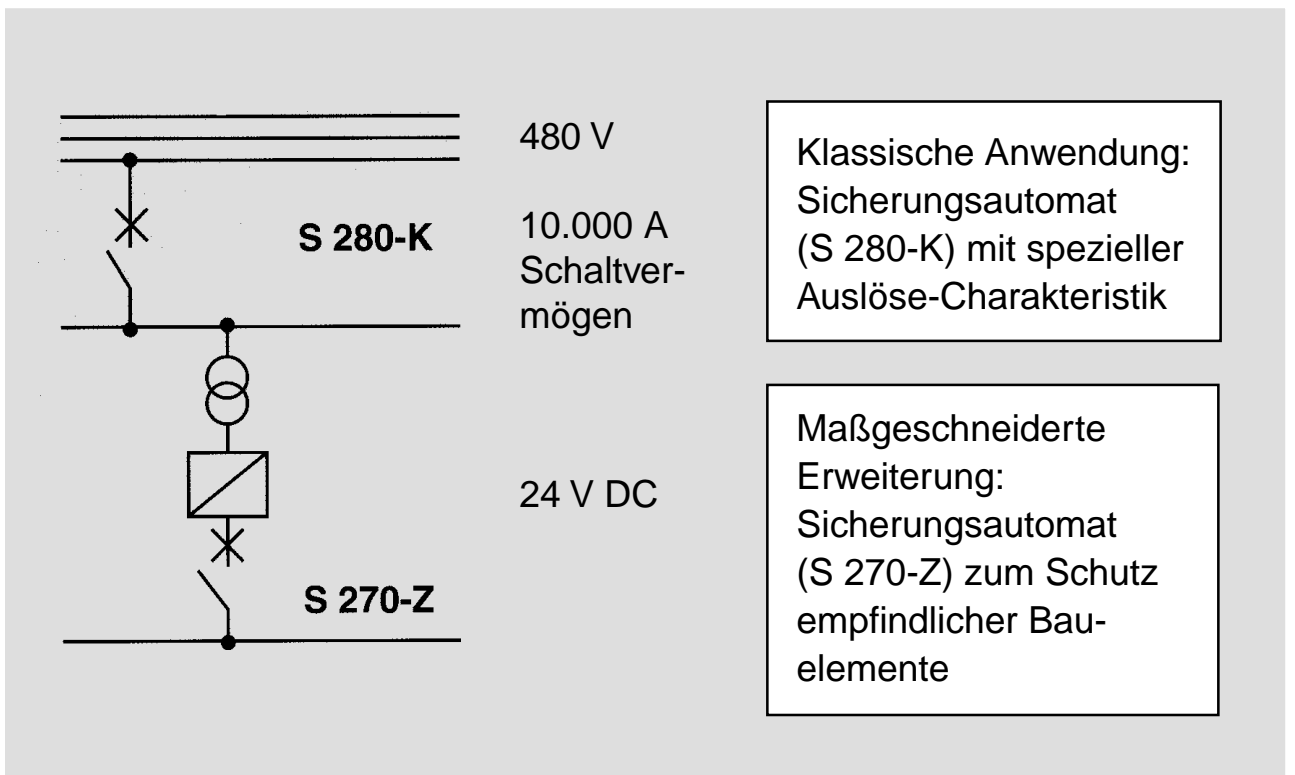 480 V
S 280-K
10.000 A
Schaltver-
mögen
24 V DC
S 270-Z
Klassische Anwendung:
Sicherungsautomat
(S 280-K) mit spezieller
Auslöse-Charakteristik
Maßgeschneiderte
Erweiterung:
Sicherungsautomat
(S 270-Z) zum Schutz
empfindlicher Bau-
elemente